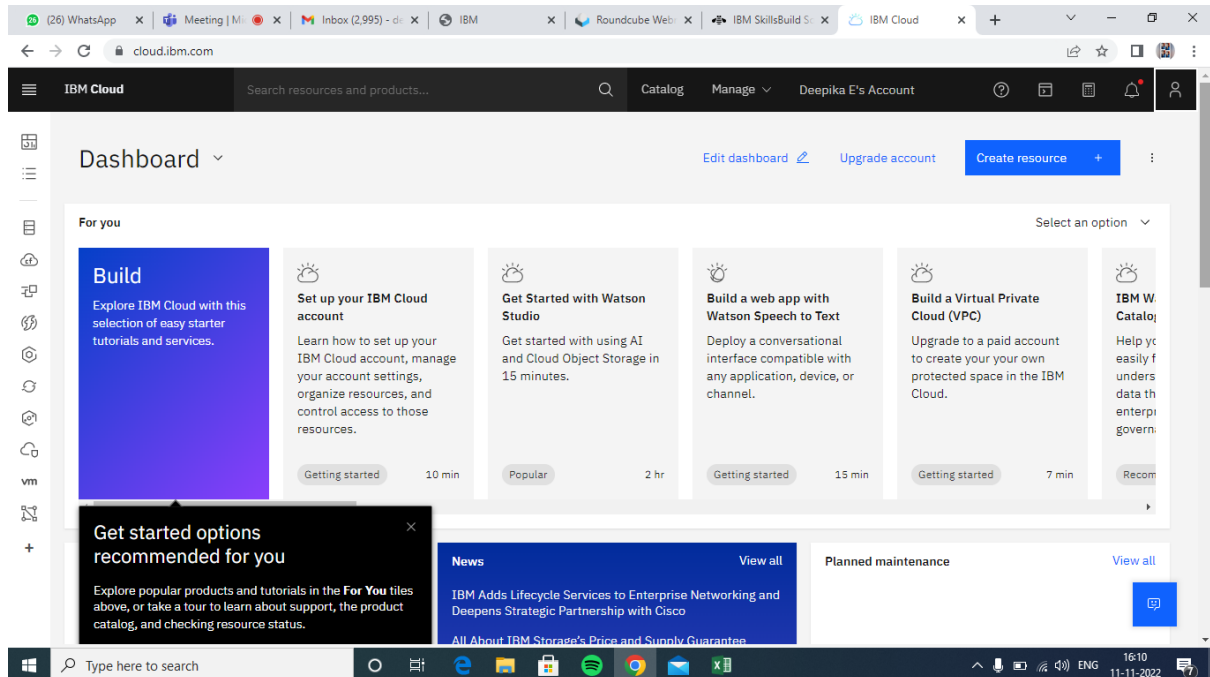 (26) WhatsApp
Meeting | Mic
Inbox (2,995) - de
IBM
Roundcube Webr
IBM SkillsBuild Sc
IBM Cloud
cloud.ibm.com
IBM Cloud
Search resources and products...
Catalog
Manage
Deepika E's Account
Dashboard
Edit dashboard
Upgrade account
Create resource +
For you
Select an option
Build
Explore IBM Cloud with this
selection of easy starter
tutorials and services.
Set up your IBM Cloud
account
Learn how to set up your
IBM Cloud account, manage
your account settings,
organize resources, and
control access to those
resources.
Getting started
10 min
Get Started with Watson
Studio
Get started with using AI
and Cloud Object Storage in
15 minutes.
Popular
2 hr
Build a web app with
Watson Speech to Text
Deploy a conversational
interface compatible with
any application, device, or
channel.
Getting started
15 min
Build a Virtual Private
Cloud (VPC)
Upgrade to a paid account
to create your your own
protected space in the IBM
Cloud.
Getting started
7 min
IBM W
Catalog
Help yo
easily f
unders
data th
enterpr
govern
Recom
vm
Get started options
recommended for you
Explore popular products and tutorials in the For You tiles
above, or take a tour to learn about support, the product
catalog, and checking resource status.
News
View all
IBM Adds Lifecycle Services to Enterprise Networking and
Deepens Strategic Partnership with Cisco
All About IBM Storage's Price and Supply Guarantee
Planned maintenance
View all
Type here to search
ENG
16:10
11-11-2022
7